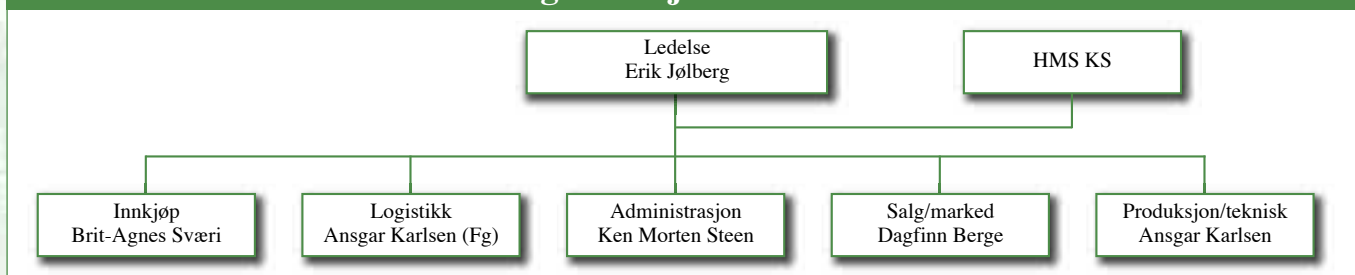 Ledelse
Erik Jølberg
HMS KS
Innkjøp
Brit-Agnes Sværi
Logistikk
Ansgar Karlsen (Fg)
Administrasjon
Ken Morten Steen
Salg/marked
Dagfinn Berge
Produksjon/teknisk
Ansgar Karlsen